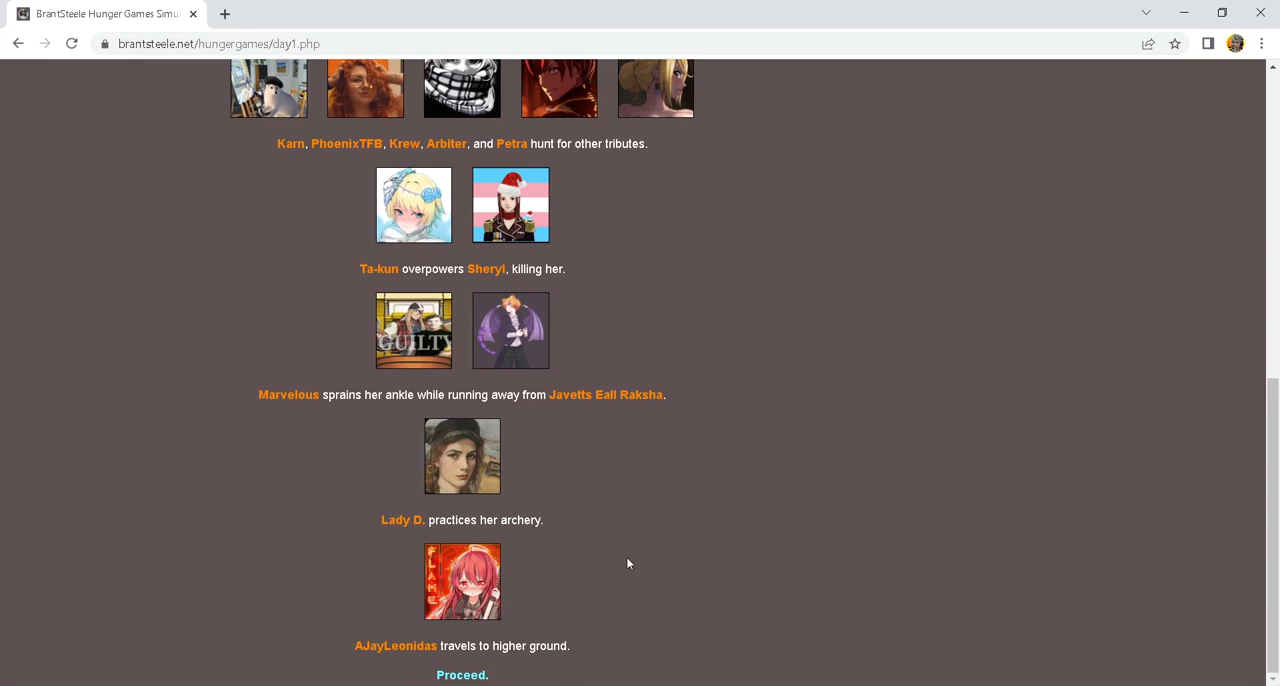 BrantSteele Hunger Games Simu
brantsteele.net/hungergames/day1.php
Karn, PhoenixTFB, Krew, Arbiter, and Petra hunt for other tributes.
Ta-kun overpowers Sheryl, killing her.
GUILTY
Marvelous sprains her ankle while running away from Javetts Eall Raksha.
Lady D. practices her archery.
FLAME
AJayLeonidas travels to higher ground.
Proceed.